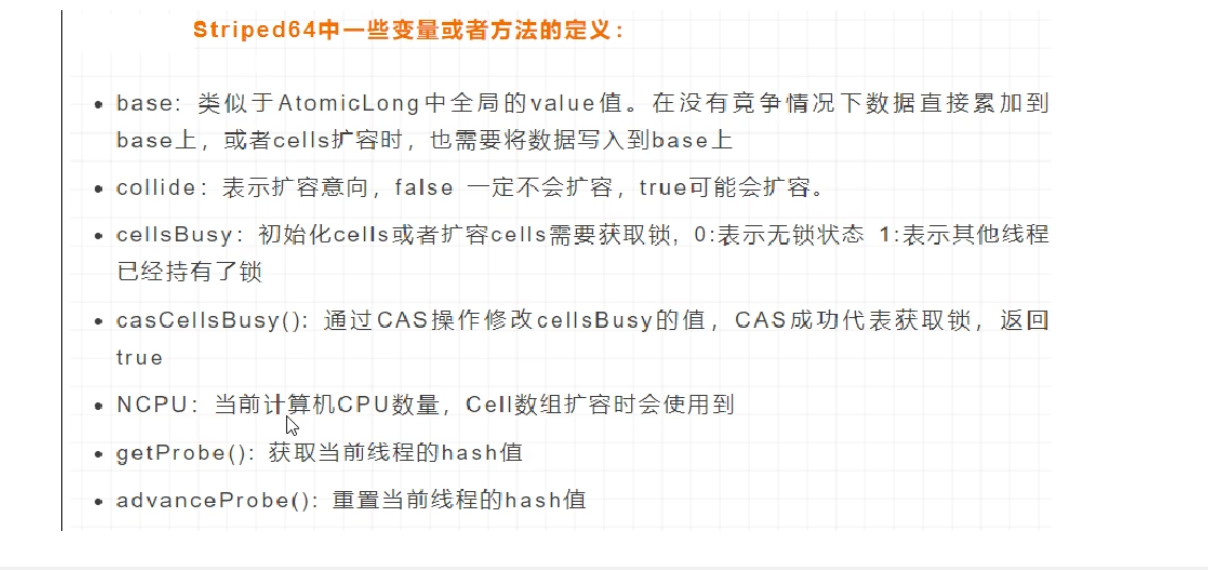 Striped64中一些变量或者方法的定义：
• base：类似于AtomicLong中全局的value值。在没有竞争情况下数据直接累加到
base上，或者cells扩容时，也需要将数据写入到base上
• collide：表示扩容意向，false 一定不会扩容，true可能会扩容。
• cellsBusy：初始化cells或者扩容cells需要获取锁，0:表示无锁状态 1:表示其他线程
已经持有了锁
• casCellsBusy()：通过CAS操作修改cellsBusy的值，CAS成功代表获取锁，返回
true
• NCPU：当前计算机CPU数量，Cell数组扩容时会使用到
• getProbe()：获取当前线程的hash值
• advanceProbe()：重置当前线程的hash值